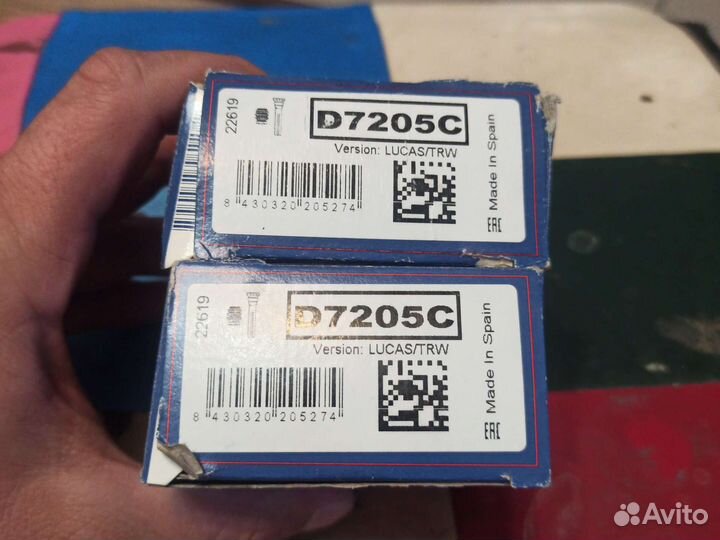 22619
D7205C
Version: LUCAS/TRW
8 430320 205274
Made In Spain
EAC
22619
D7205C
Version: LUCAS/TRW
8 430320 205274
Made In Spain
EAC
Avito